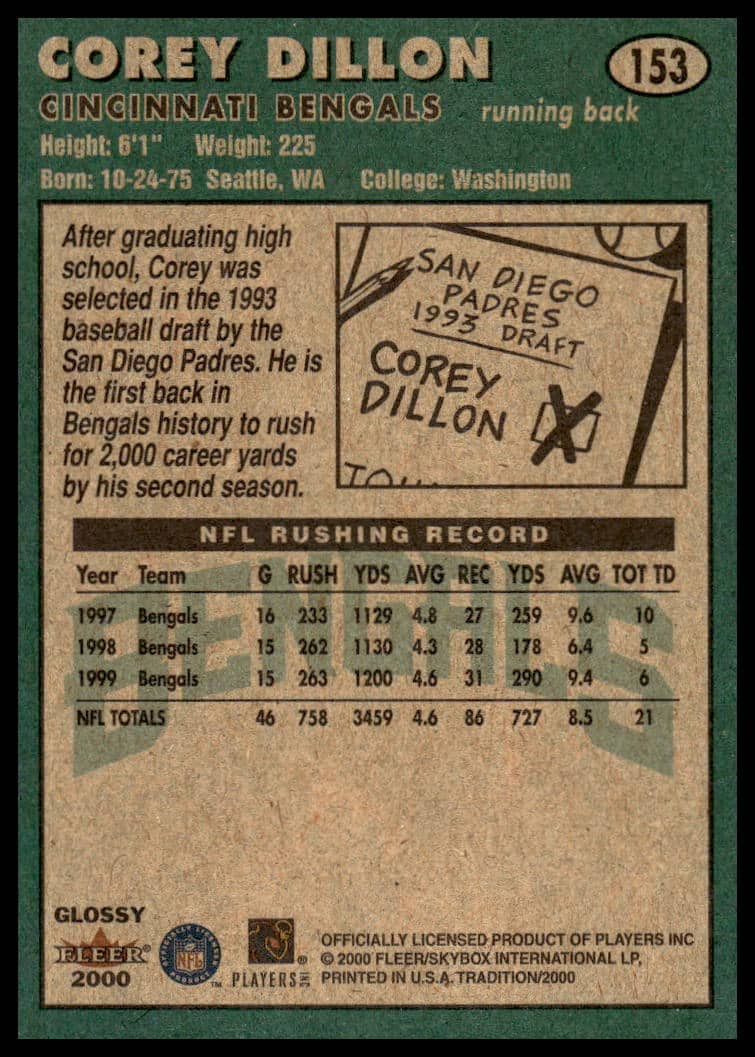 COREY DILLON
153
CINCINNATI BENGALS running back
Height: 6'1" Weight: 225
Born: 10-24-75 Seattle, WA College: Washington
After graduating high
school, Corey was
selected in the 1993
baseball draft by the
San Diego Padres. He is
the first back in
Bengals history to rush
for 2,000 career yards
by his second season.
SAN DIEGO
PADRES
1993 DRAFT
COREY
DILLON
NFL RUSHING RECORD
BENGALS
Year Team G RUSH YDS AVG REC YDS AVG TOT TD
1997 Bengals 16 233 1129 4.8 27 259 9.6 10
1998 Bengals 15 262 1130 4.3 28 178 6.4 5
1999 Bengals 15 263 1200 4.6 31 290 9.4 6
NFL TOTALS 46 758 3459 4.6 86 727 8.5 21
GLOSSY
FLEER®
2000
OFFICIALLY LICENSED PRODUCT
NFL
™
PLAYERS INC
®
OFFICIALLY LICENSED PRODUCT OF PLAYERS INC
© 2000 FLEER/SKYBOX INTERNATIONAL LP,
PRINTED IN U.S.A. TRADITION/2000